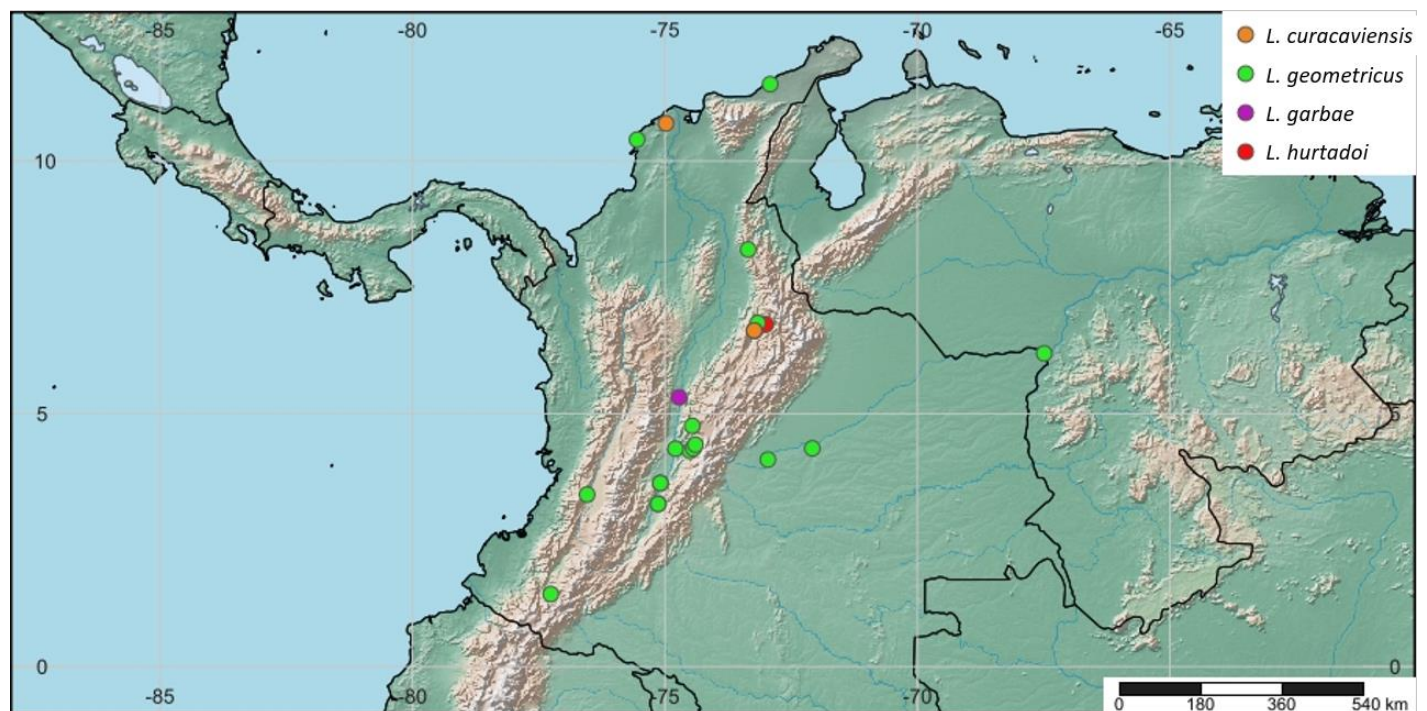 -85 -80 -75 -70 -65
L. curacaviensis
L. geometricus
L. garbae
L. hurtadoi
10
5 5
0 0
-85 -80 -75 -70
0 180 360 540 km